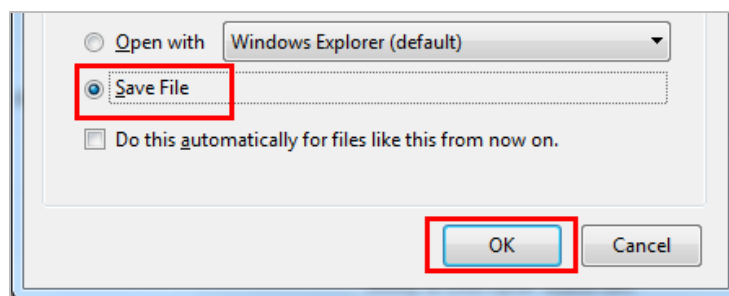 Open with Windows Explorer (default)
Save File
Do this automatically for files like this from now on.
OK Cancel